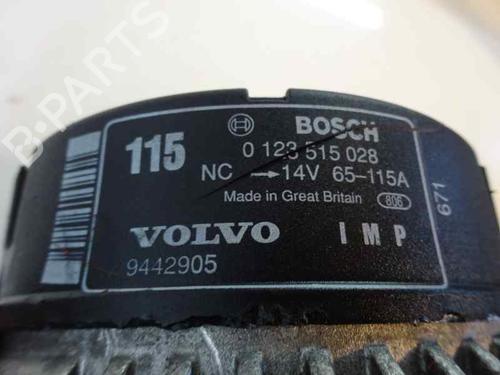 115
BOSCH
0 123 515 028
NC → 14V 65-115A
Made in Great Britain 806
VOLVO IMP
9442905
671
B-PARTS